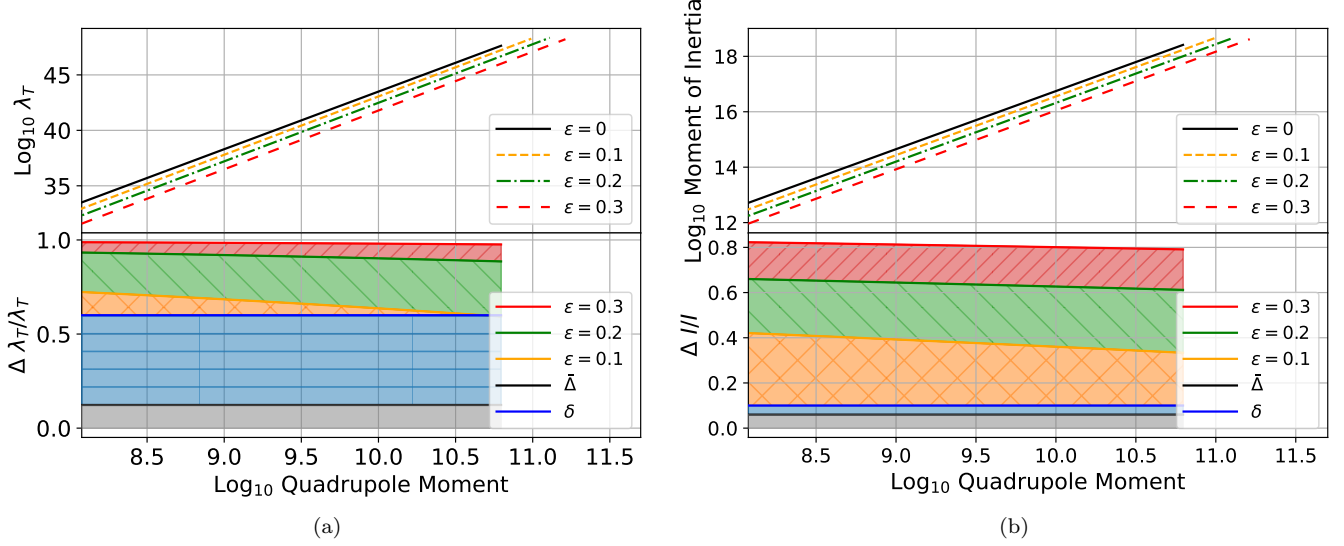 Log₁₀ λ_T
45
40
35
ε = 0
ε = 0.1
ε = 0.2
ε = 0.3
Δ λ_T/λ_T
1.0
0.5
0.0
ε = 0.3
ε = 0.2
ε = 0.1
Δ̄
δ
8.5 9.0 9.5 10.0 10.5 11.0 11.5
Log₁₀ Quadrupole Moment
(a)
Log₁₀ Moment of Inertia
18
16
14
12
ε = 0
ε = 0.1
ε = 0.2
ε = 0.3
Δ I/I
0.8
0.6
0.4
0.2
0.0
ε = 0.3
ε = 0.2
ε = 0.1
Δ̄
δ
8.5 9.0 9.5 10.0 10.5 11.0 11.5
Log₁₀ Quadrupole Moment
(b)